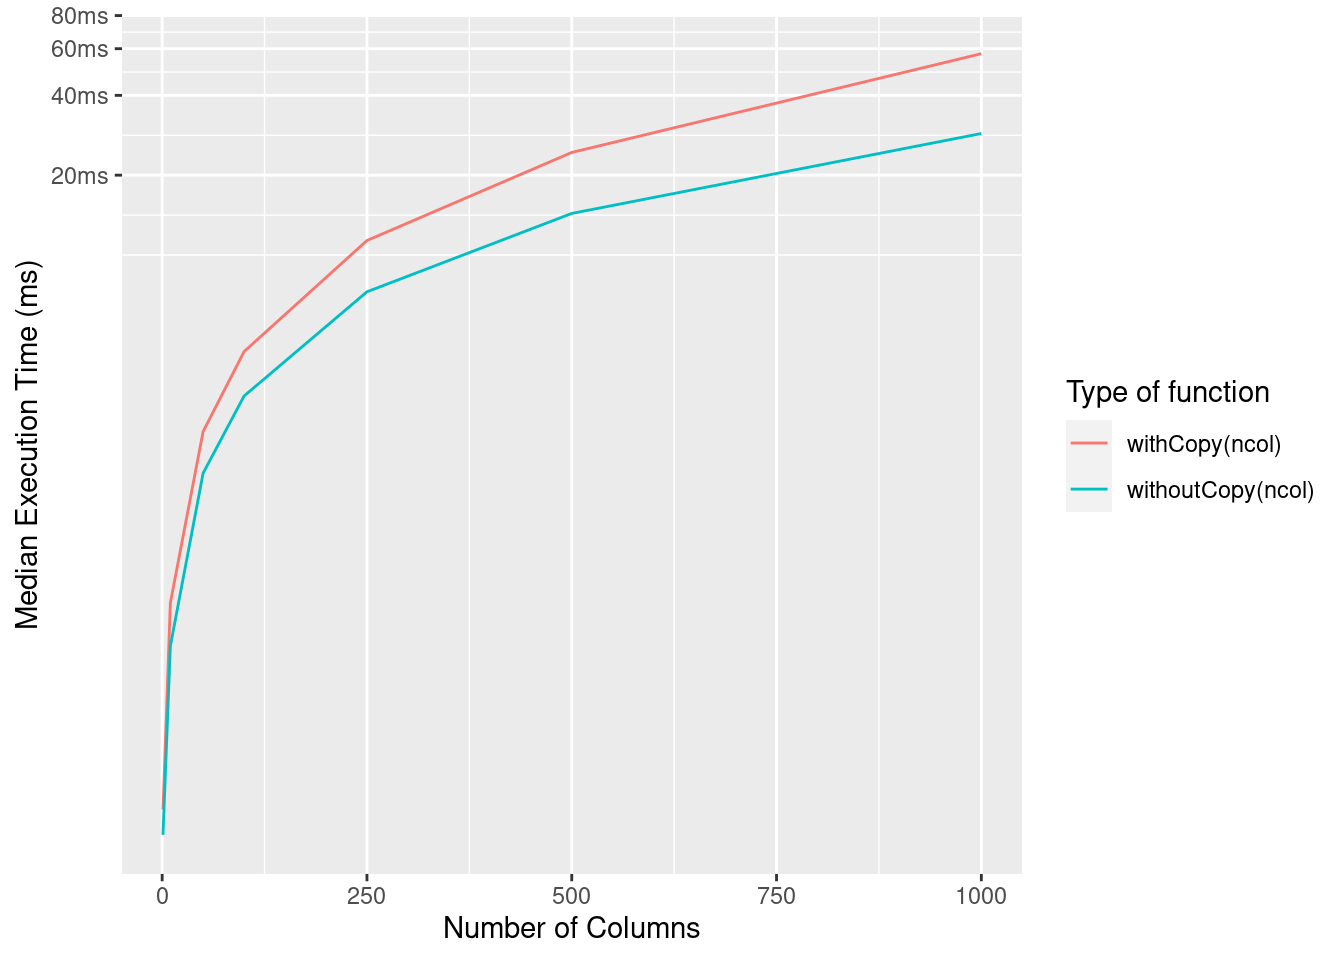 80ms
60ms
40ms
20ms
Median Execution Time (ms)
0
250
500
750
1000
Number of Columns
Type of function
withCopy(ncol)
withoutCopy(ncol)